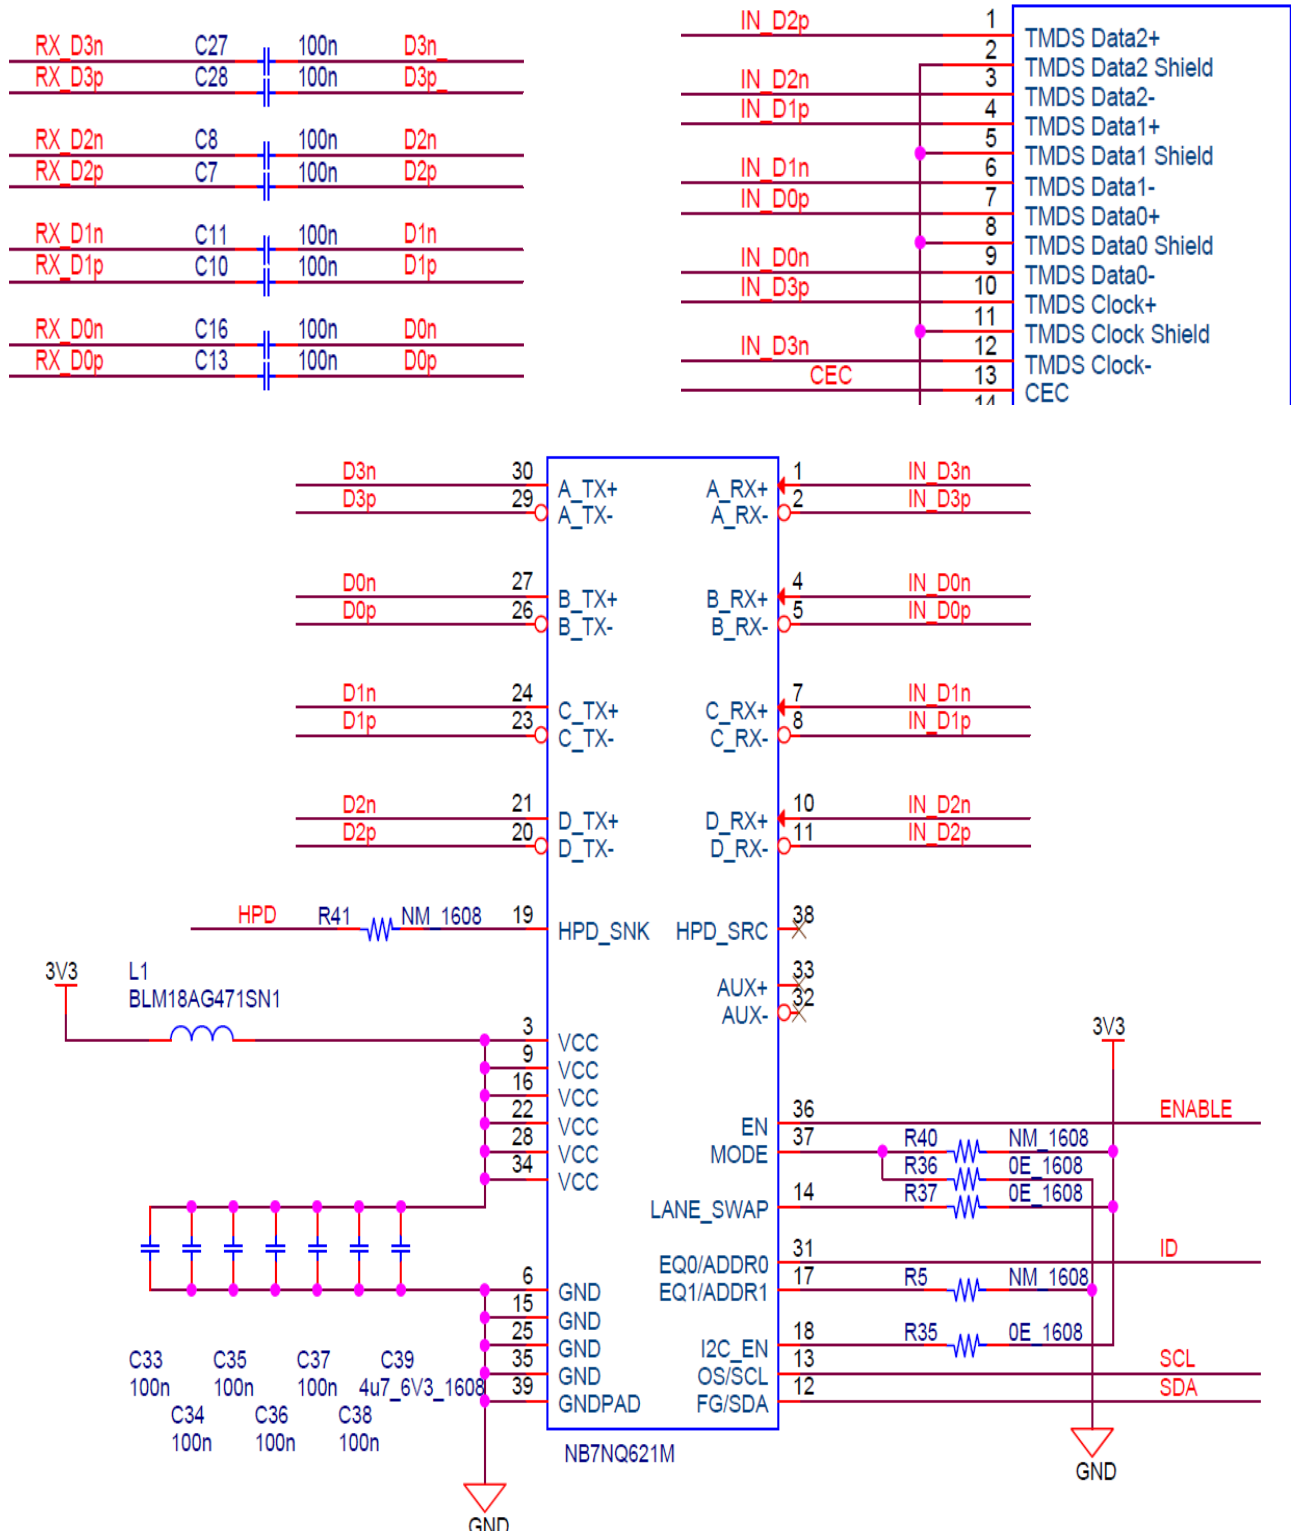 RX_D3n C27 100n D3n_
RX_D3p C28 100n D3p_
RX_D2n C8 100n D2n
RX_D2p C7 100n D2p
RX_D1n C11 100n D1n
RX_D1p C10 100n D1p
RX_D0n C16 100n D0n
RX_D0p C13 100n D0p
IN_D2p 1 TMDS Data2+
2 TMDS Data2 Shield
IN_D2n 3 TMDS Data2-
IN_D1p 4 TMDS Data1+
5 TMDS Data1 Shield
IN_D1n 6 TMDS Data1-
IN_D0p 7 TMDS Data0+
8 TMDS Data0 Shield
IN_D0n 9 TMDS Data0-
IN_D3p 10 TMDS Clock+
11 TMDS Clock Shield
IN_D3n 12 TMDS Clock-
CEC 13 CEC
14
D3n 30 A_TX+ A_RX+ 1 IN_D3n
D3p 29 A_TX- A_RX- 2 IN_D3p
D0n 27 B_TX+ B_RX+ 4 IN_D0n
D0p 26 B_TX- B_RX- 5 IN_D0p
D1n 24 C_TX+ C_RX+ 7 IN_D1n
D1p 23 C_TX- C_RX- 8 IN_D1p
D2n 21 D_TX+ D_RX+ 10 IN_D2n
D2p 20 D_TX- D_RX- 11 IN_D2p
HPD R41 NM_1608 19 HPD_SNK HPD_SRC 38
AUX+ 33
AUX- 32
3V3 L1
BLM18AG471SN1
3 VCC
9 VCC
16 VCC
22 VCC
28 VCC
34 VCC
3V3
EN 36 ENABLE
MODE 37 R40 NM_1608
R36 0E_1608
LANE_SWAP 14 R37 0E_1608
EQ0/ADDR0 31 ID
EQ1/ADDR1 17 R5 NM_1608
I2C_EN 18 R35 0E_1608
OS/SCL 13 SCL
FG/SDA 12 SDA
6 GND
15 GND
25 GND
35 GND
39 GNDPAD
C33 C35 C37 C39
100n 100n 100n 4u7_6V3_1608
C34 C36 C38
100n 100n 100n
NB7NQ621M
GND
GND